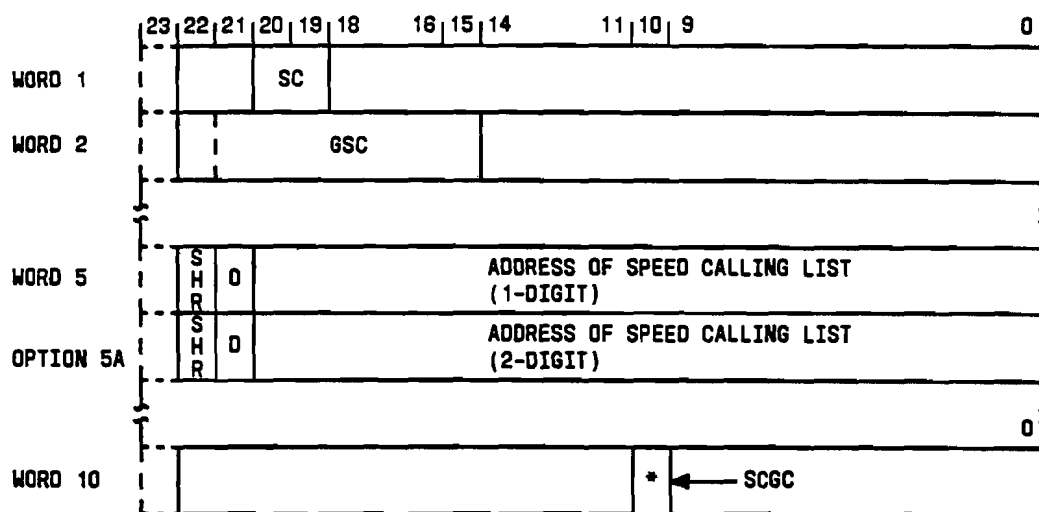 23 22 21 20 19 18 16 15 14 11 10 9 0
WORD 1 SC
WORD 2 GSC
WORD 5 SHR D ADDRESS OF SPEED CALLING LIST
(1-DIGIT)
OPTION 5A SHR D ADDRESS OF SPEED CALLING LIST
(2-DIGIT)
0
WORD 10 * SCGC